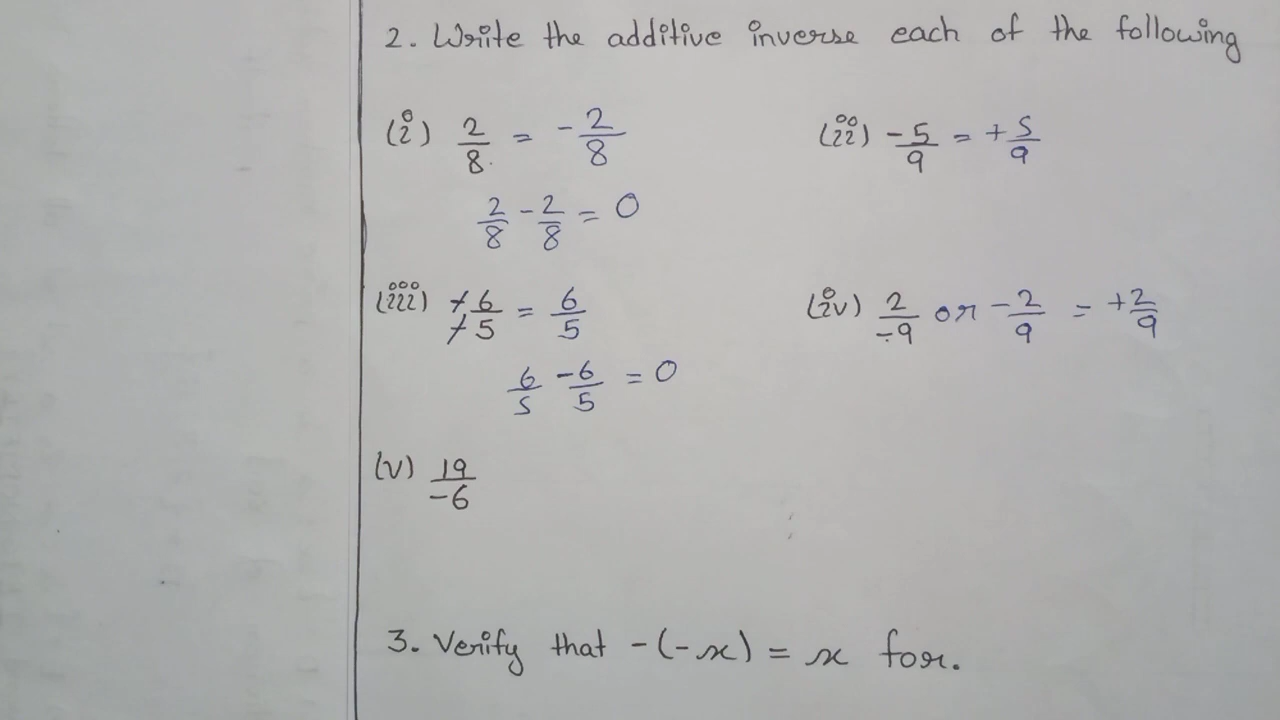 2. Write the additive inverse each of the following
(i) 2/8 = -2/8 (ii) -5/9 = +5/9
2/8 - 2/8 = 0
(iii) -6/-5 = 6/5 (iv) 2/-9 or -2/9 = +2/9
6/5 - 6/5 = 0
(v) 19/-6
3. Verify that -(-x) = x for.